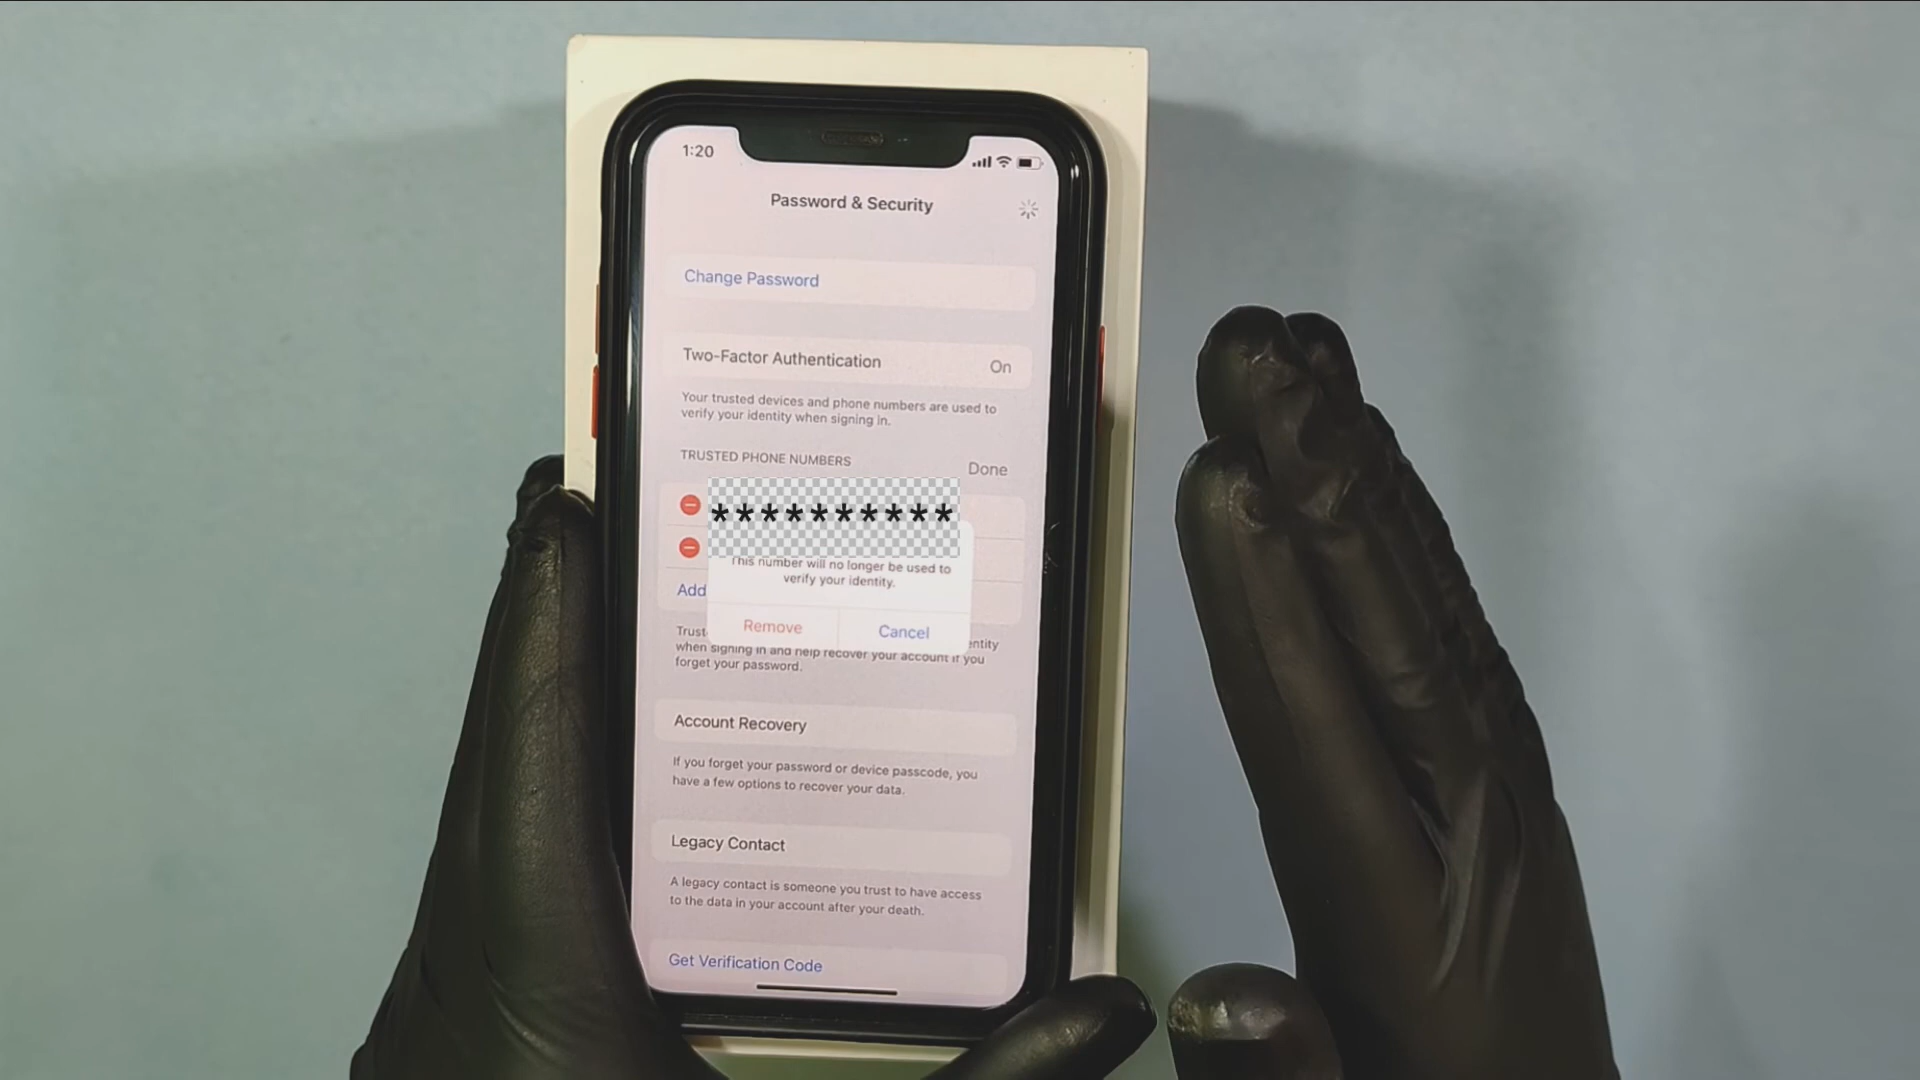 1:20
Password & Security
Change Password
Two-Factor Authentication On
Your trusted devices and phone numbers are used to
verify your identity when signing in.
TRUSTED PHONE NUMBERS Done
**********
This number will no longer be used to
verify your identity.
Add
Remove Cancel
Trust entity
when signing in and help recover your account if you
forget your password.
Account Recovery
If you forget your password or device passcode, you
have a few options to recover your data.
Legacy Contact
A legacy contact is someone you trust to have access
to the data in your account after your death.
Get Verification Code